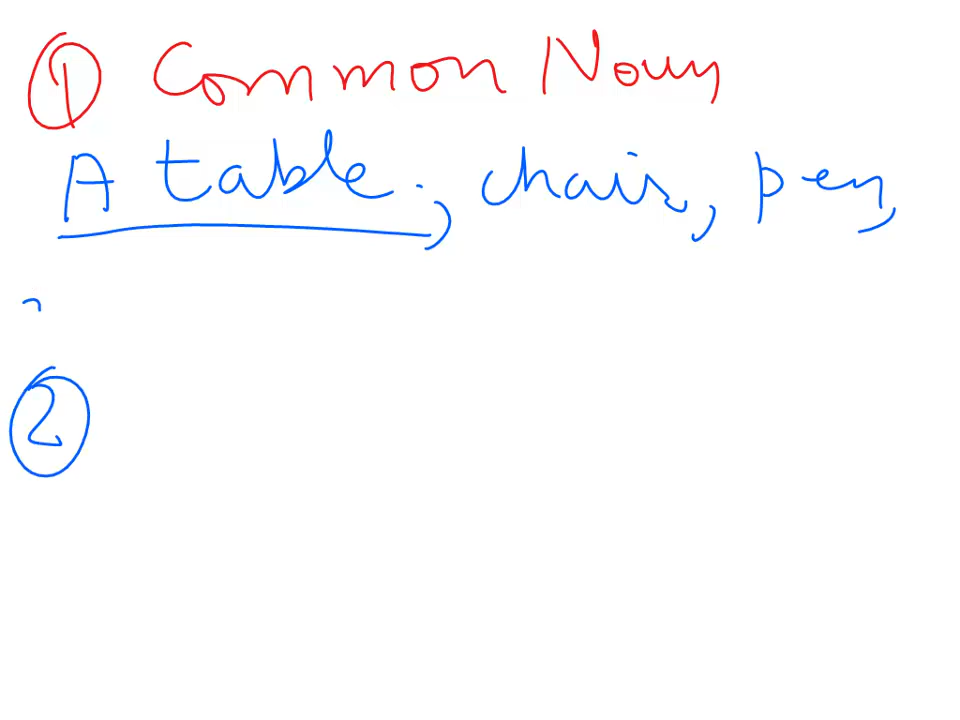 ① Common Noun
A table, chair, pen,
②